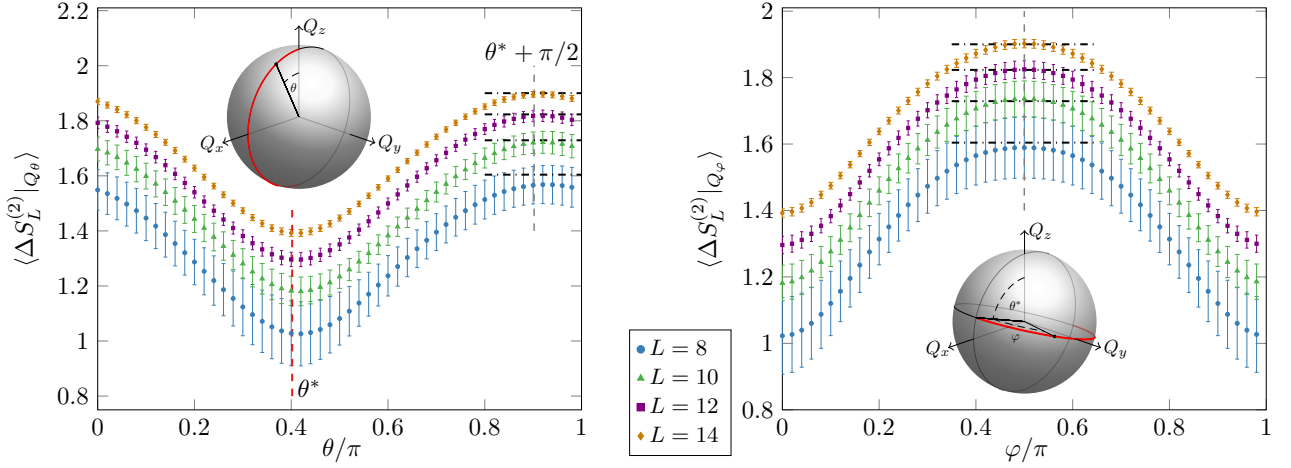 ⟨ΔS_L^{(2)}|_{Q_θ}⟩
2.2
2
1.8
1.6
1.4
1.2
1
0.8
0
0.2
0.4
0.6
0.8
1
θ/π
Q_z
θ
Q_x
Q_y
θ* + π/2
θ*
L = 8
L = 10
L = 12
L = 14
⟨ΔS_L^{(2)}|_{Q_φ}⟩
2
1.8
1.6
1.4
1.2
1
0.8
0
0.2
0.4
0.6
0.8
1
φ/π
Q_z
θ*
φ
Q_x
Q_y